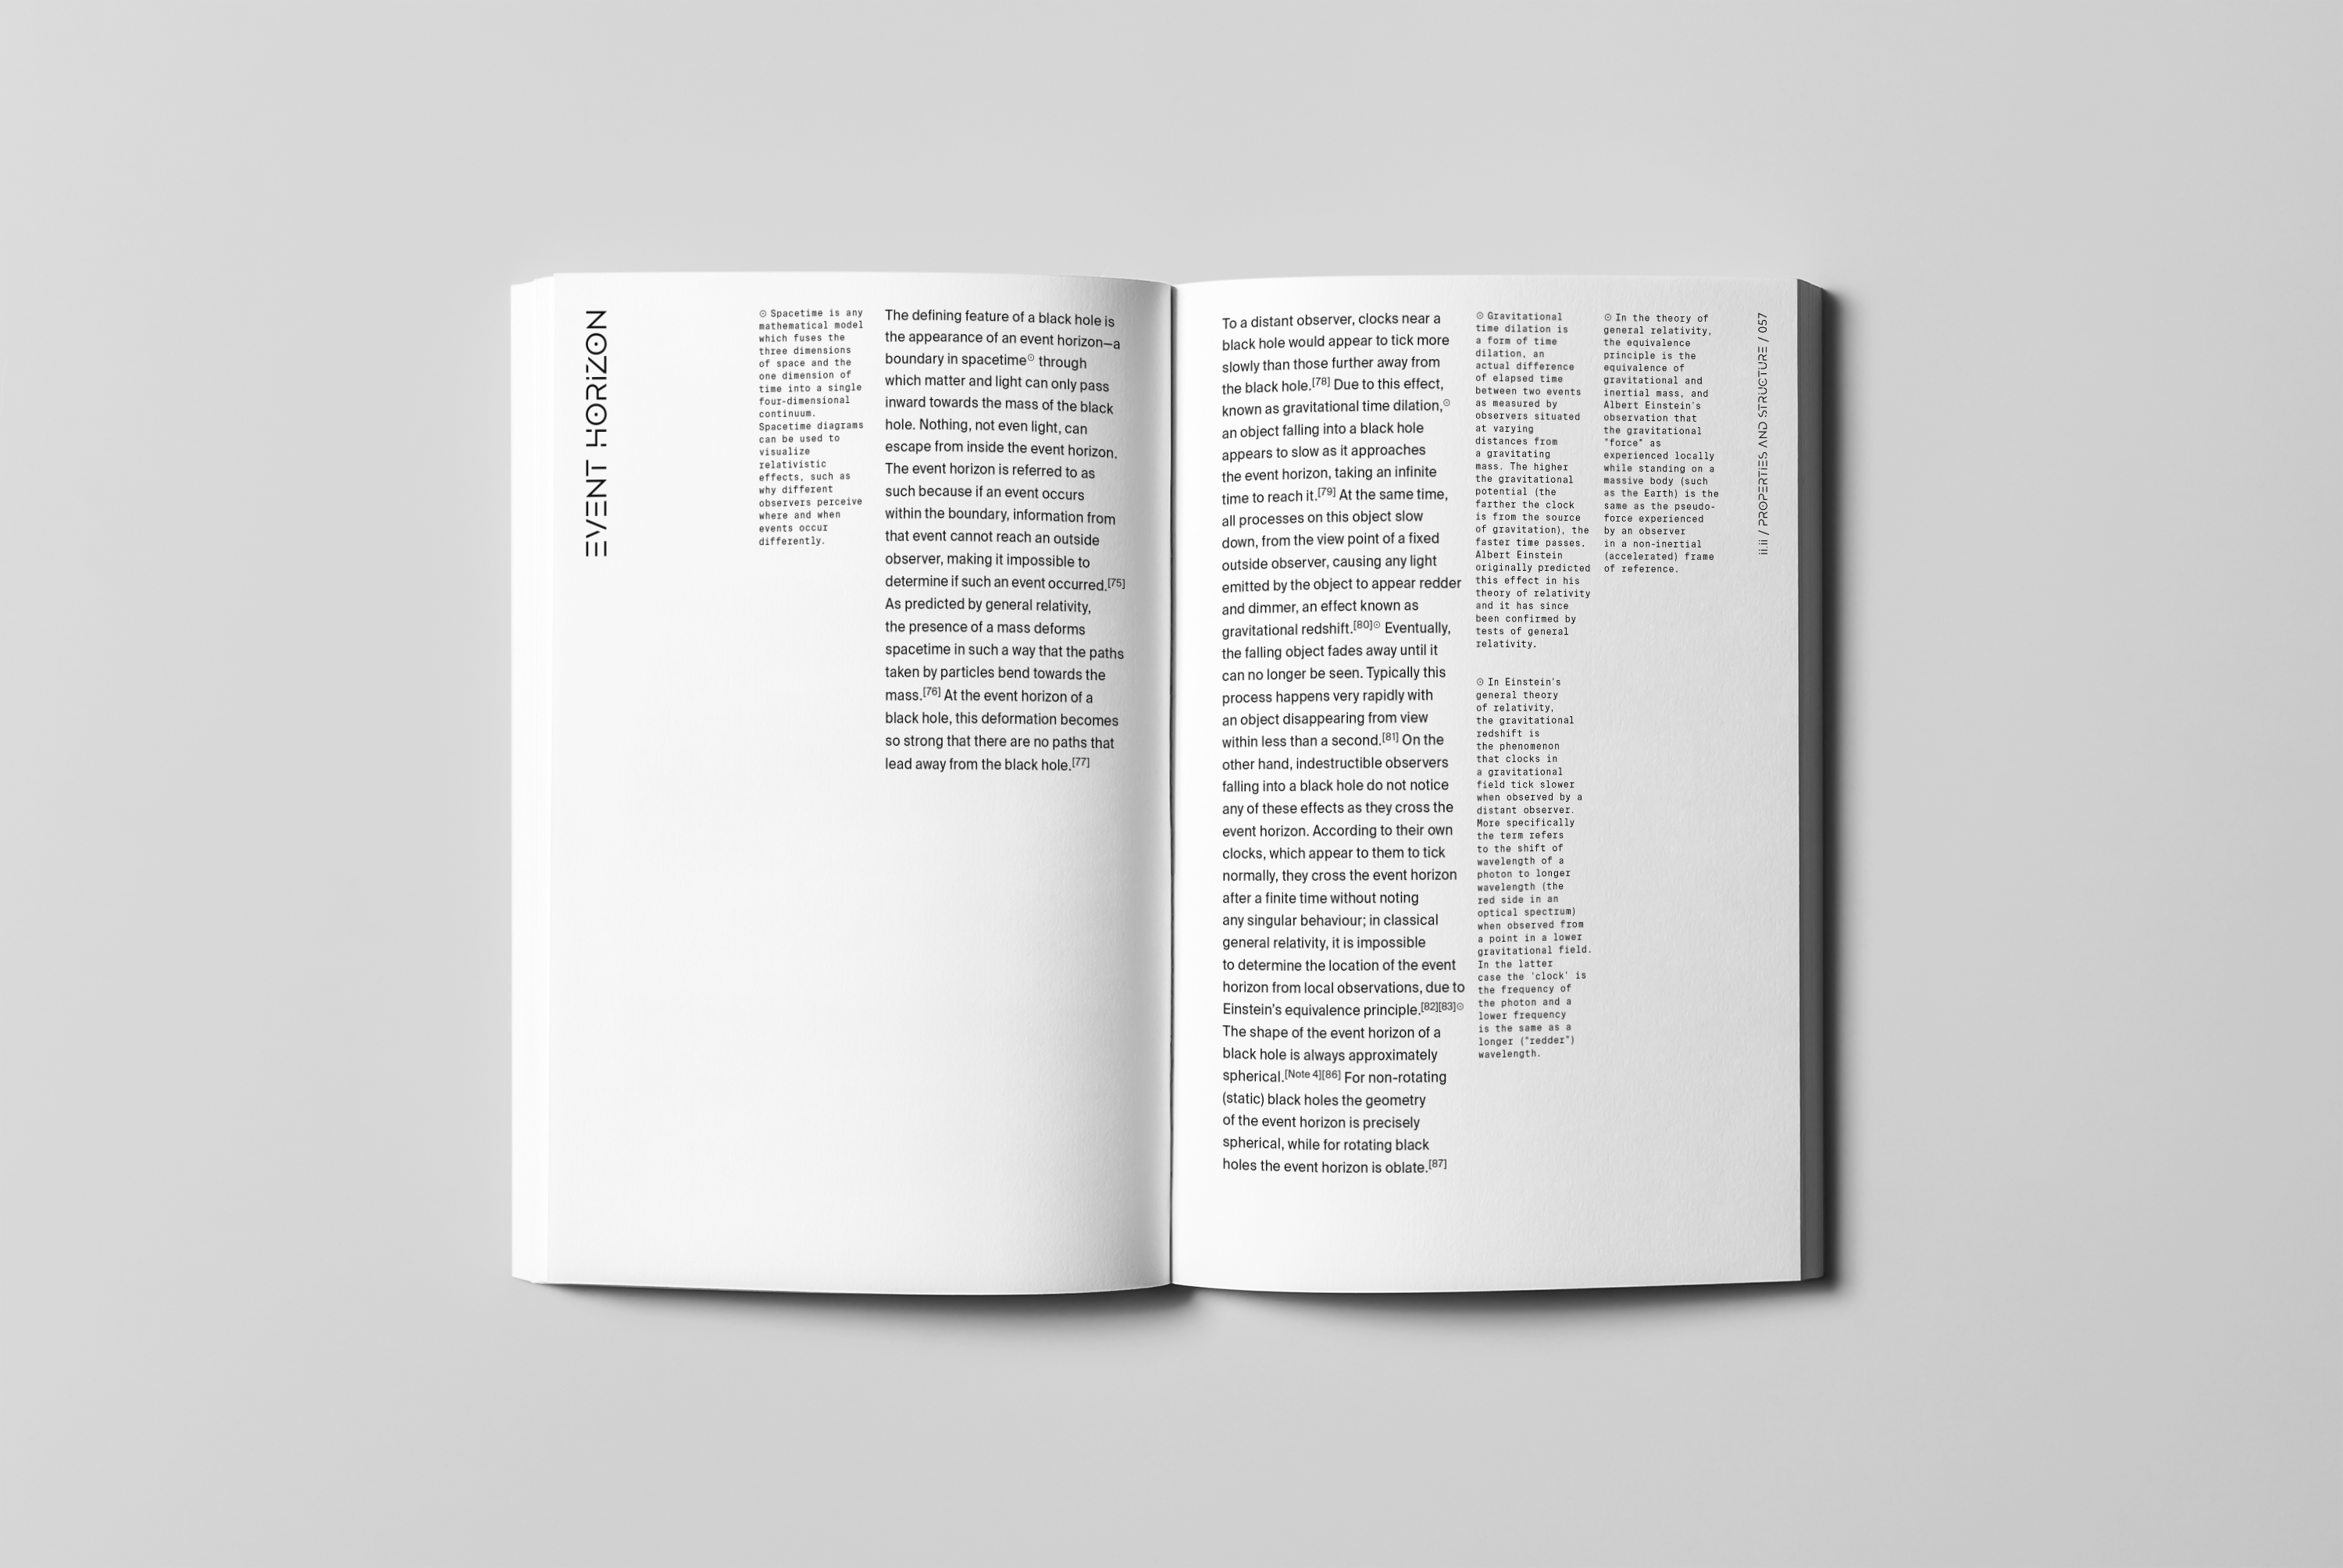 EVENT HORIZON
⊙ Spacetime is any
mathematical model
which fuses the
three dimensions
of space and the
one dimension of
time into a single
four-dimensional
continuum.
Spacetime diagrams
can be used to
visualize
relativistic
effects, such as
why different
observers perceive
where and when
events occur
differently.
The defining feature of a black hole is
the appearance of an event horizon—a
boundary in spacetime⊙ through
which matter and light can only pass
inward towards the mass of the black
hole. Nothing, not even light, can
escape from inside the event horizon.
The event horizon is referred to as
such because if an event occurs
within the boundary, information from
that event cannot reach an outside
observer, making it impossible to
determine if such an event occurred.[75]
As predicted by general relativity,
the presence of a mass deforms
spacetime in such a way that the paths
taken by particles bend towards the
mass.[76] At the event horizon of a
black hole, this deformation becomes
so strong that there are no paths that
lead away from the black hole.[77]
To a distant observer, clocks near a
black hole would appear to tick more
slowly than those further away from
the black hole.[78] Due to this effect,
known as gravitational time dilation,⊙
an object falling into a black hole
appears to slow as it approaches
the event horizon, taking an infinite
time to reach it.[79] At the same time,
all processes on this object slow
down, from the view point of a fixed
outside observer, causing any light
emitted by the object to appear redder
and dimmer, an effect known as
gravitational redshift.[80]⊙ Eventually,
the falling object fades away until it
can no longer be seen. Typically this
process happens very rapidly with
an object disappearing from view
within less than a second.[81] On the
other hand, indestructible observers
falling into a black hole do not notice
any of these effects as they cross the
event horizon. According to their own
clocks, which appear to them to tick
normally, they cross the event horizon
after a finite time without noting
any singular behaviour; in classical
general relativity, it is impossible
to determine the location of the event
horizon from local observations, due to
Einstein's equivalence principle.[82][83]⊙
The shape of the event horizon of a
black hole is always approximately
spherical.[Note 4][86] For non-rotating
(static) black holes the geometry
of the event horizon is precisely
spherical, while for rotating black
holes the event horizon is oblate.[87]
⊙ Gravitational
time dilation is
a form of time
dilation, an
actual difference
of elapsed time
between two events
as measured by
observers situated
at varying
distances from
a gravitating
mass. The higher
the gravitational
potential (the
farther the clock
is from the source
of gravitation), the
faster time passes.
Albert Einstein
originally predicted
this effect in his
theory of relativity
and it has since
been confirmed by
tests of general
relativity.
⊙ In Einstein's
general theory
of relativity,
the gravitational
redshift is
the phenomenon
that clocks in
a gravitational
field tick slower
when observed by a
distant observer.
More specifically
the term refers
to the shift of
wavelength of a
photon to longer
wavelength (the
red side in an
optical spectrum)
when observed from
a point in a lower
gravitational field.
In the latter
case the 'clock' is
the frequency of
the photon and a
lower frequency
is the same as a
longer ("redder")
wavelength.
⊙ In the theory of
general relativity,
the equivalence
principle is the
equivalence of
gravitational and
inertial mass, and
Albert Einstein's
observation that
the gravitational
"force" as
experienced locally
while standing on a
massive body (such
as the Earth) is the
same as the pseudo-
force experienced
by an observer
in a non-inertial
(accelerated) frame
of reference.
ii.ii / PROPERTIES AND STRUCTURE / 057